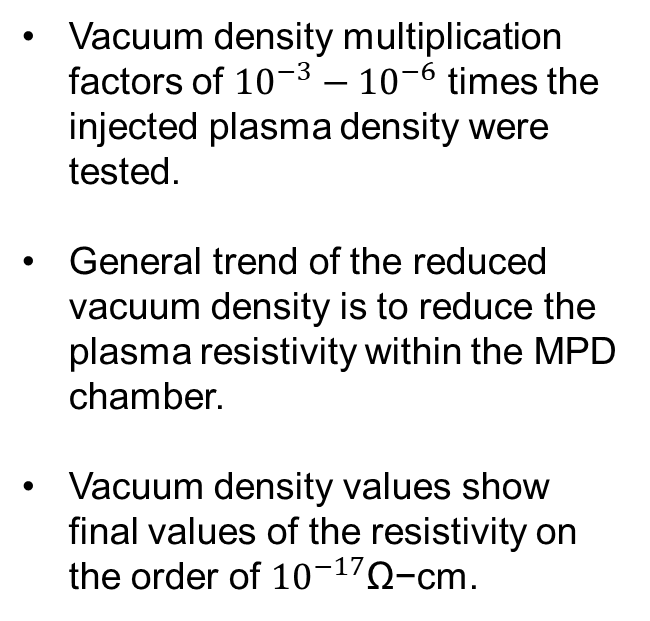 • Vacuum density multiplication
factors of 10⁻³ − 10⁻⁶ times the
injected plasma density were
tested.
• General trend of the reduced
vacuum density is to reduce the
plasma resistivity within the MPD
chamber.
• Vacuum density values show
final values of the resistivity on
the order of 10⁻¹⁷Ω−cm.